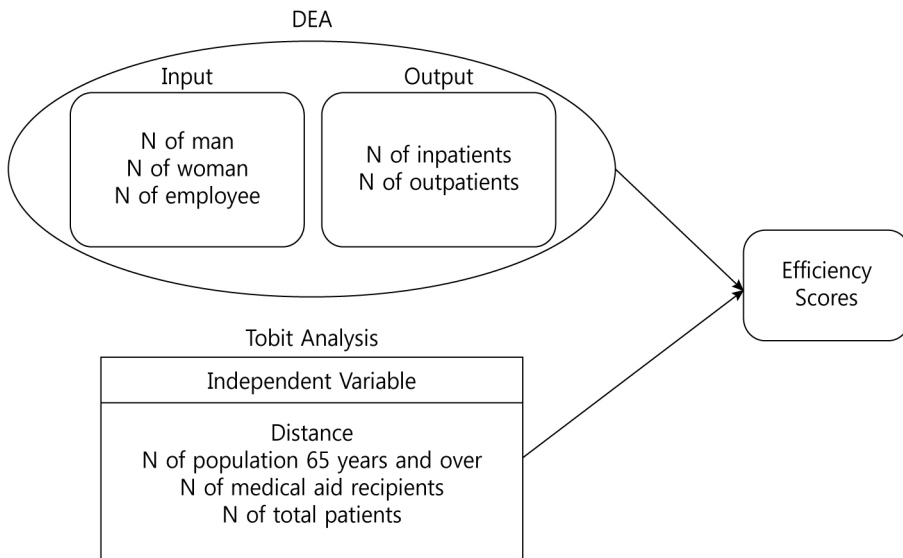 DEA
Input
N of man
N of woman
N of employee
Output
N of inpatients
N of outpatients
Efficiency
Scores
Tobit Analysis
Independent Variable
Distance
N of population 65 years and over
N of medical aid recipients
N of total patients